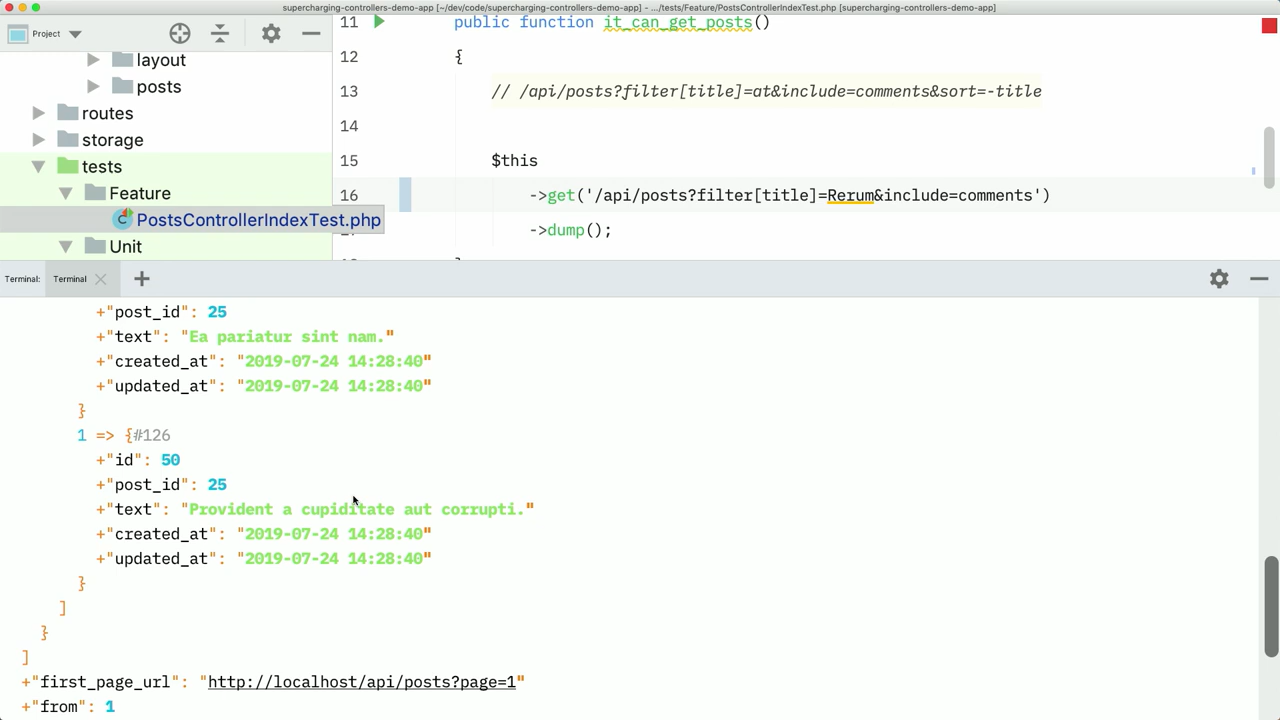 supercharging-controllers-demo-app [~/dev/code/supercharging-controllers-demo-app] - .../tests/Feature/PostsControllerIndexTest.php [supercharging-controllers-demo-app]
Project
layout
posts
routes
storage
tests
Feature
PostsControllerIndexTest.php
Unit
11 public function it_can_get_posts()
12 {
13 // /api/posts?filter[title]=at&include=comments&sort=-title
14
15 $this
16 ->get('/api/posts?filter[title]=Rerum&include=comments')
->dump();
Terminal: Terminal
+"post_id": 25
+"text": "Ea pariatur sint nam."
+"created_at": "2019-07-24 14:28:40"
+"updated_at": "2019-07-24 14:28:40"
}
1 => {#126
+"id": 50
+"post_id": 25
+"text": "Provident a cupiditate aut corrupti."
+"created_at": "2019-07-24 14:28:40"
+"updated_at": "2019-07-24 14:28:40"
}
]
}
]
+"first_page_url": "http://localhost/api/posts?page=1"
+"from": 1